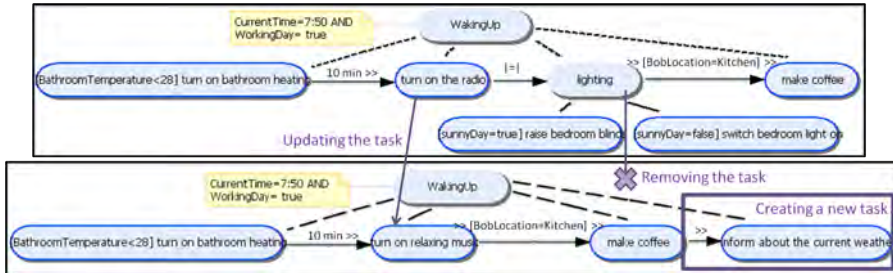 CurrentTime=7:50 AND
WorkingDay= true
WakingUp
[BathroomTemperature<28] turn on bathroom heating
10 min >>
turn on the radio
|=|
lighting
>> [BobLocation=Kitchen] >>
make coffee
[sunnyDay=true] raise bedroom blind
[sunnyDay=false] switch bedroom light on
Updating the task
Removing the task
CurrentTime=7:50 AND
WorkingDay= true
WakingUp
Creating a new task
[BathroomTemperature<28] turn on bathroom heating
10 min >>
turn on relaxing mus
>> [BobLocation=Kitchen] >>
make coffee
>>
nform about the current weathe